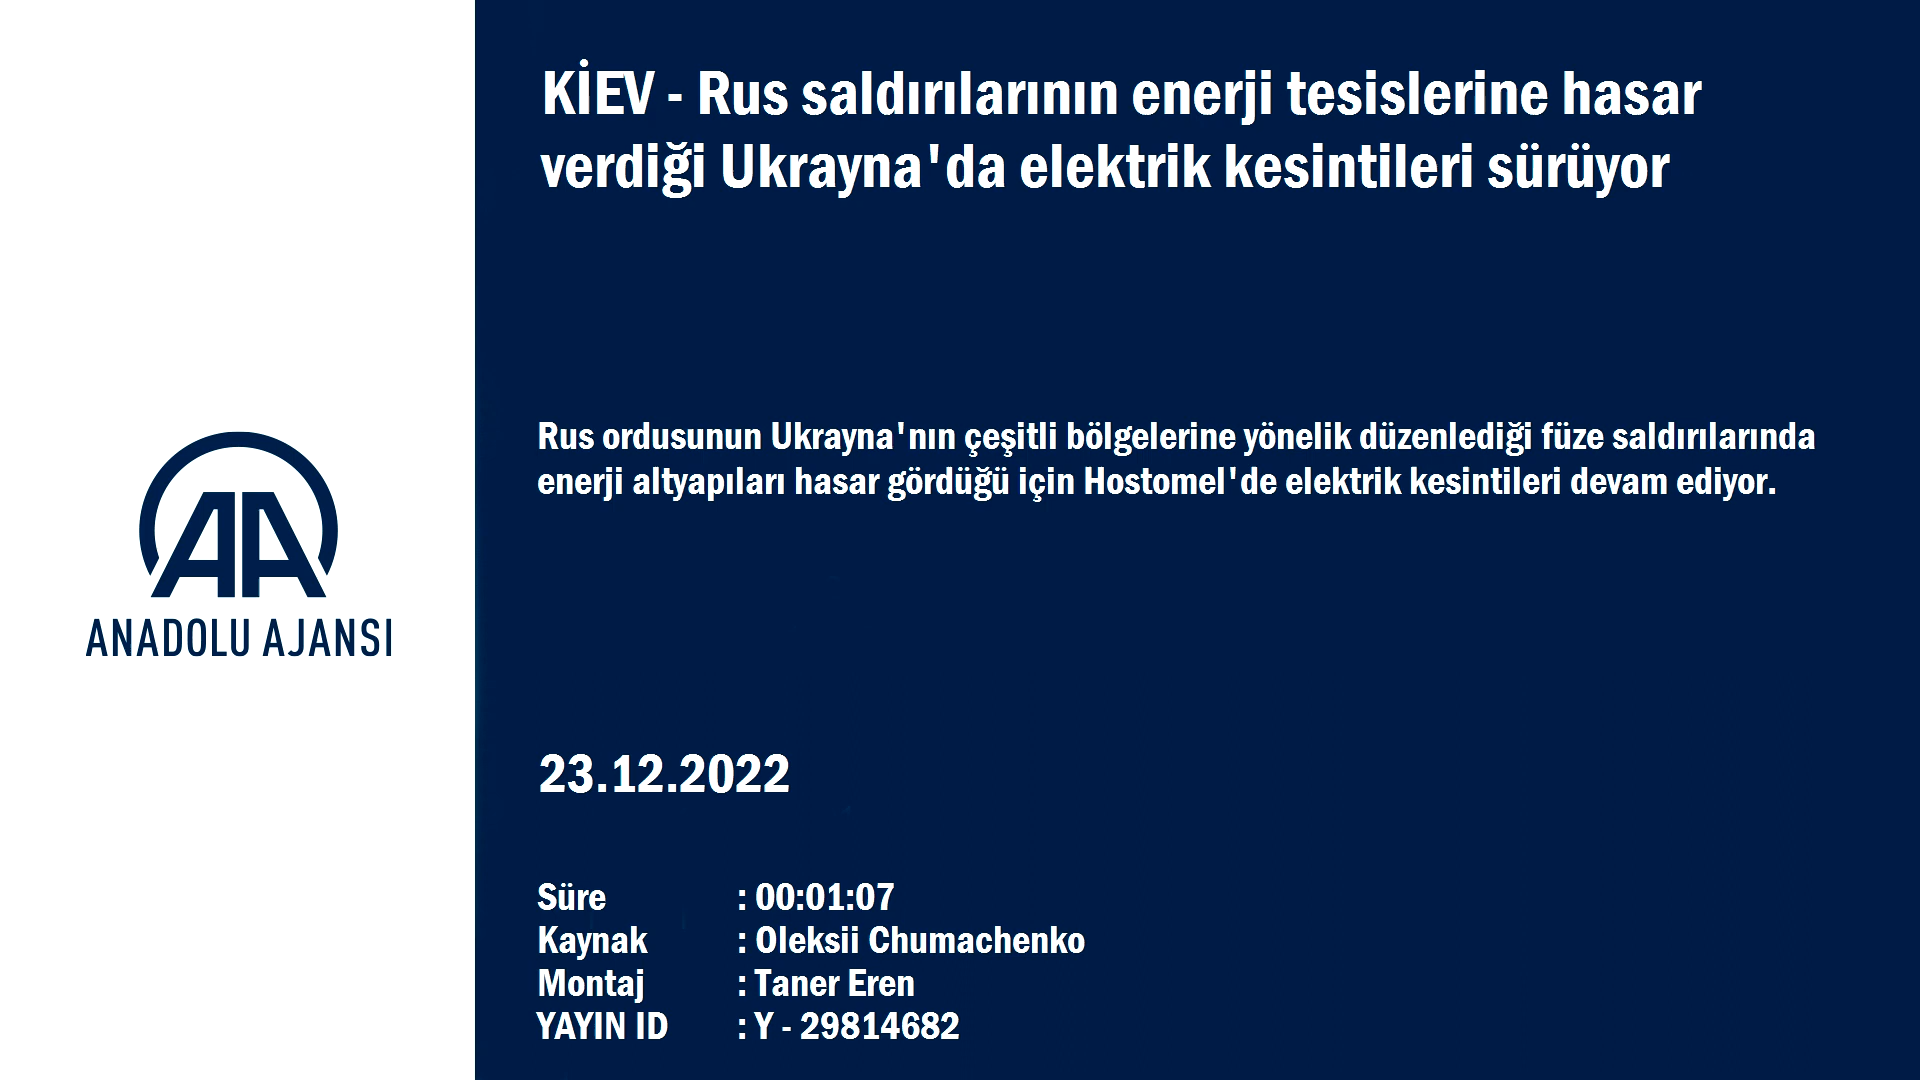 KİEV - Rus saldırılarının enerji tesislerine hasar
verdiği Ukrayna'da elektrik kesintileri sürüyor
Rus ordusunun Ukrayna'nın çeşitli bölgelerine yönelik düzenlediği füze saldırılarında
enerji altyapıları hasar gördüğü için Hostomel'de elektrik kesintileri devam ediyor.
AA
ANADOLU AJANSI
23.12.2022
Süre : 00:01:07
Kaynak : Oleksii Chumachenko
Montaj : Taner Eren
YAYIN ID : Y - 29814682